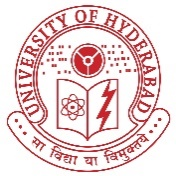 UNIVERSITY OF HYDERABAD
सा विद्या या विमुक्तये